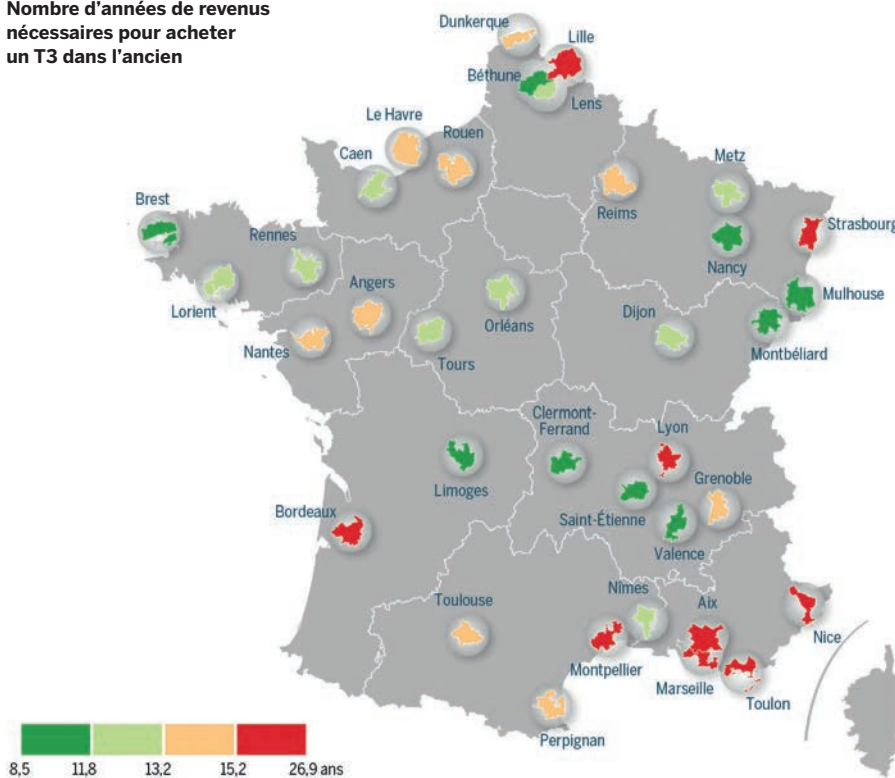 Nombre d’années de revenus
nécessaires pour acheter
un T3 dans l’ancien
Dunkerque
Lille
Béthune
Lens
Le Havre
Rouen
Caen
Metz
Reims
Brest
Strasbourg
Rennes
Nancy
Angers
Mulhouse
Lorient
Orléans
Dijon
Nantes
Montbéliard
Tours
Clermont-
Ferrand
Lyon
Grenoble
Limoges
Bordeaux
Saint-Étienne
Valence
Nîmes
Toulouse
Aix
Nice
Montpellier
Marseille
Toulon
Perpignan
8,5 11,8 13,2 15,2 26,9 ans